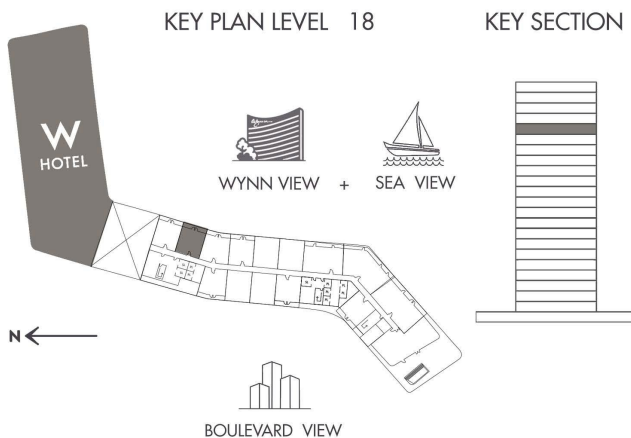 KEY PLAN LEVEL 18
KEY SECTION
W
HOTEL
WYNN VIEW + SEA VIEW
N
BOULEVARD VIEW